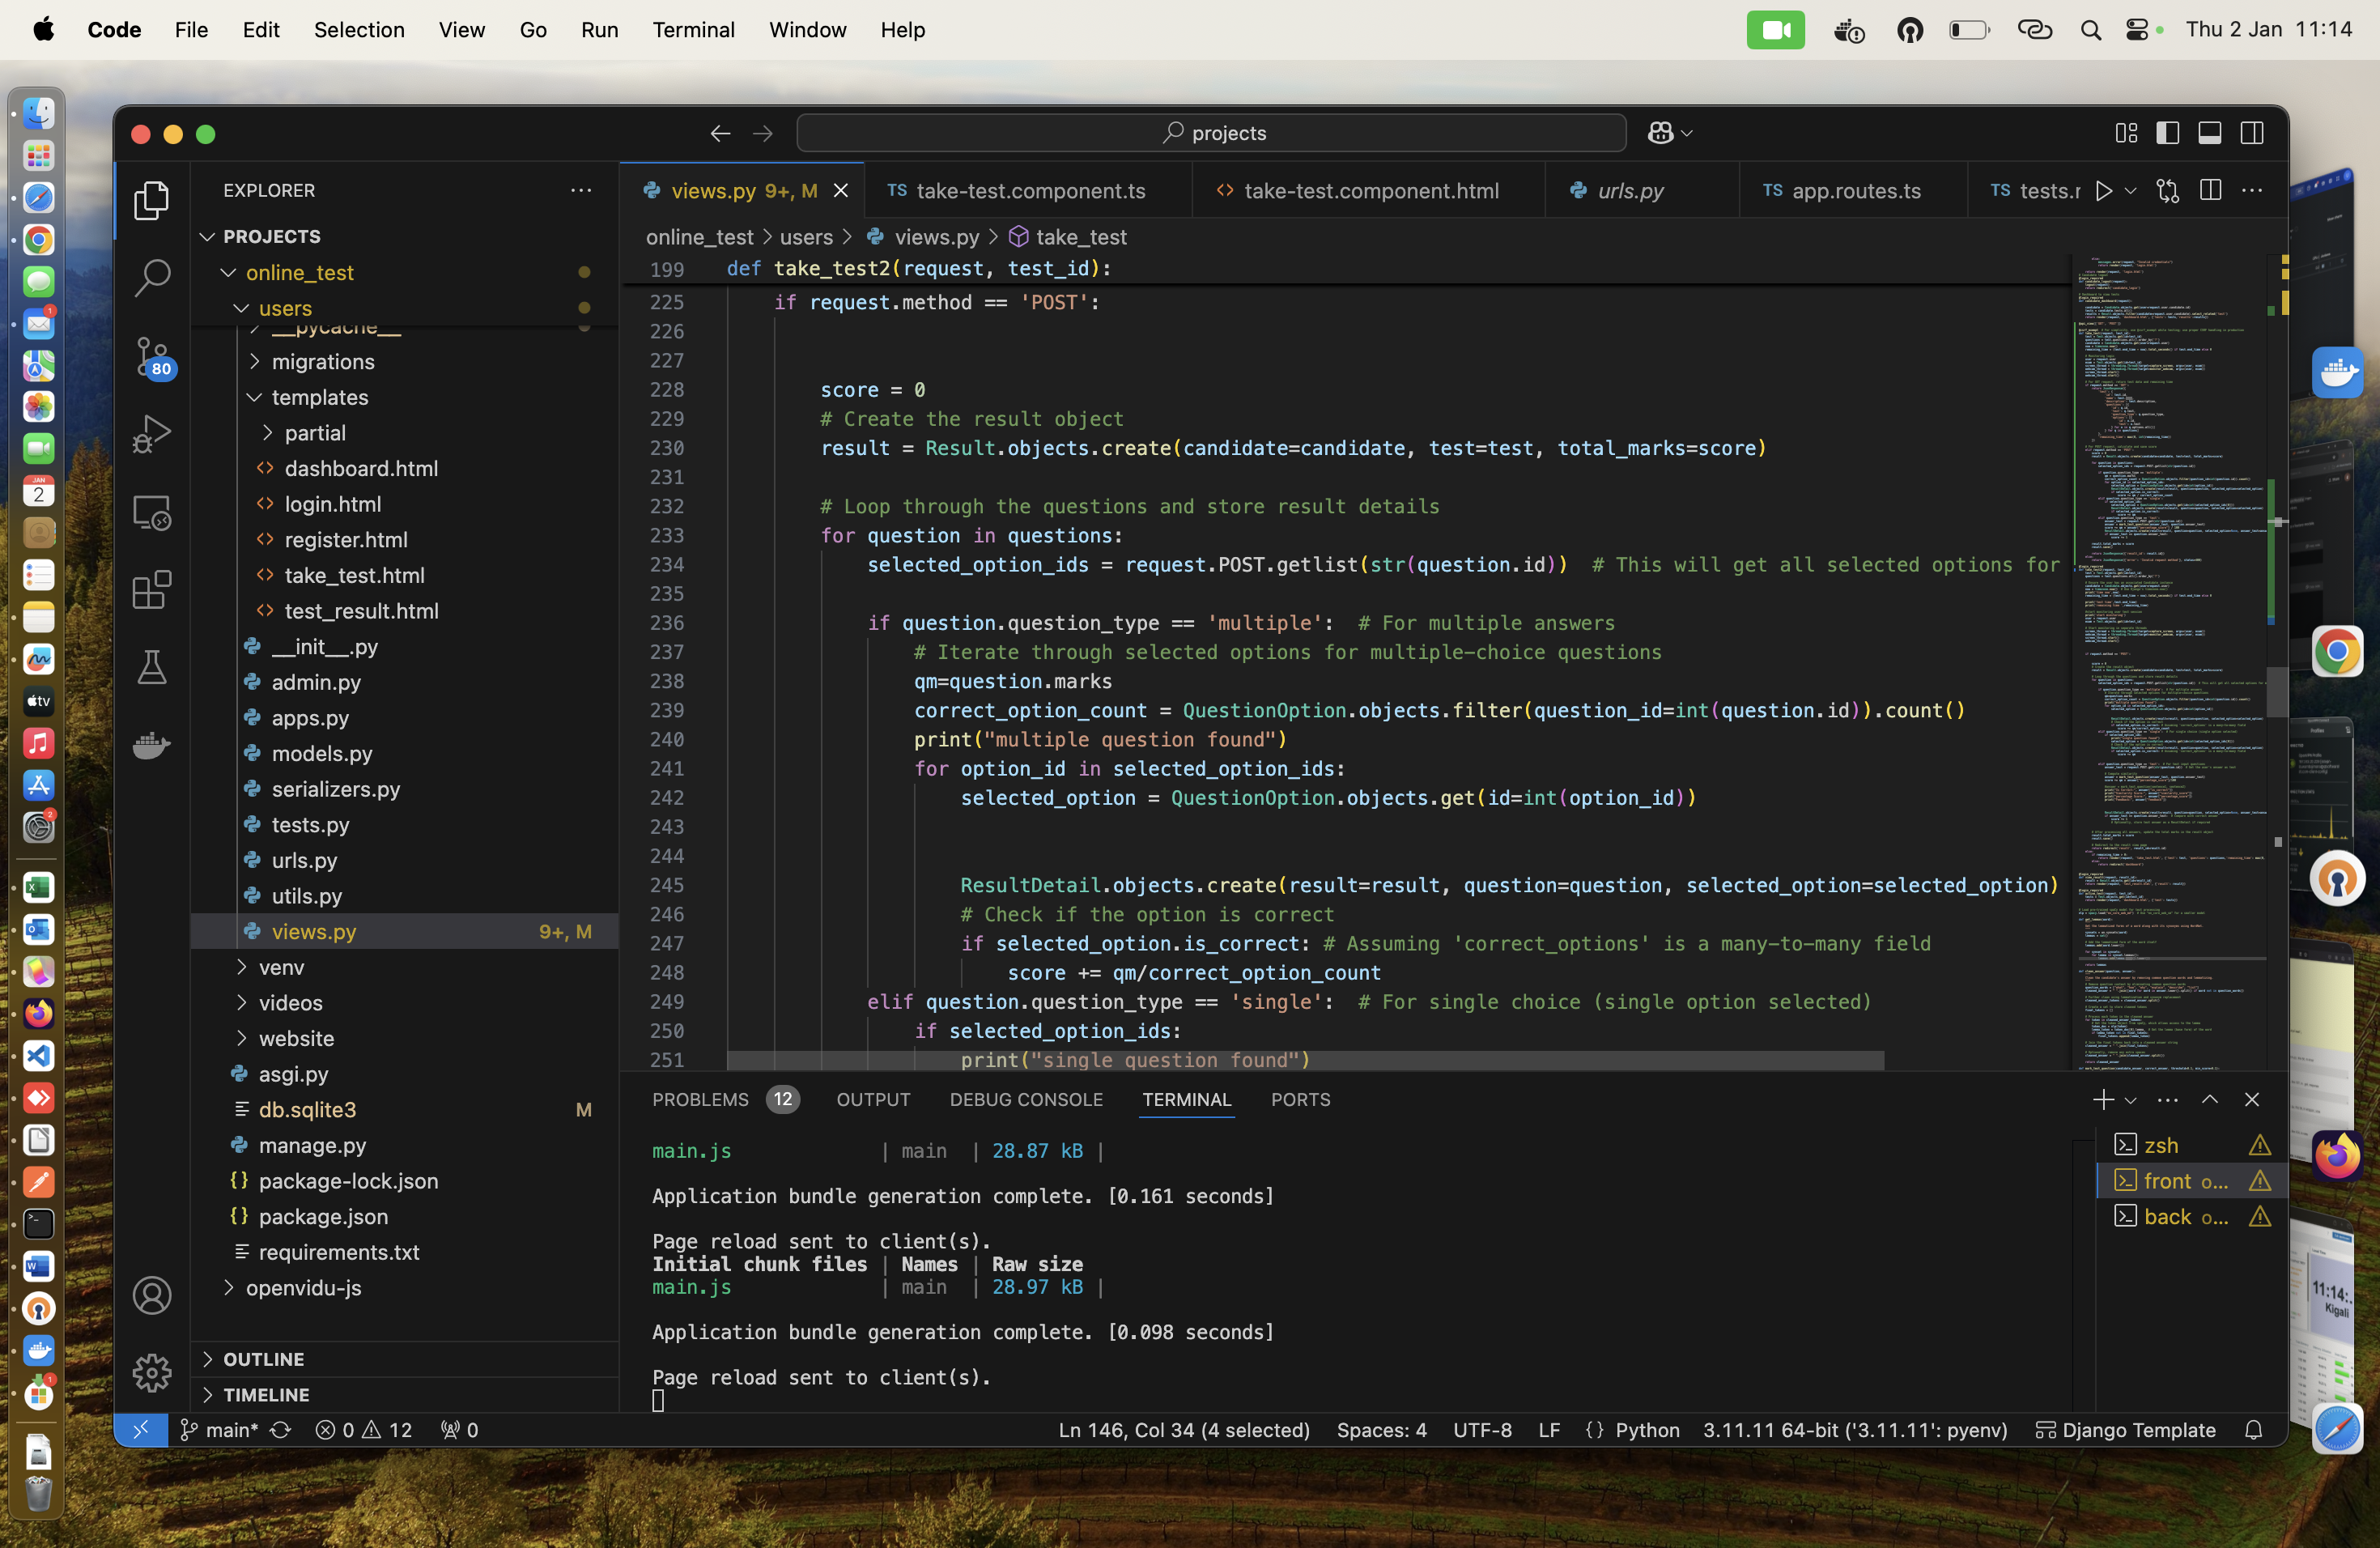 Code File Edit Selection View Go Run Terminal Window Help Thu 2 Jan 11:14
projects
EXPLORER
PROJECTS
online_test
users
__pycache__
migrations
templates
partial
dashboard.html
login.html
register.html
take_test.html
test_result.html
__init__.py
admin.py
apps.py
models.py
serializers.py
tests.py
urls.py
utils.py
views.py 9+, M
venv
videos
website
asgi.py
db.sqlite3 M
manage.py
package-lock.json
package.json
requirements.txt
openvidu-js
OUTLINE
TIMELINE
80
views.py 9+, M
TS take-test.component.ts
take-test.component.html
urls.py
TS app.routes.ts
TS tests.r
online_test > users > views.py > take_test
199 def take_test2(request, test_id):
225 if request.method == 'POST':
226
227
228 score = 0
229 # Create the result object
230 result = Result.objects.create(candidate=candidate, test=test, total_marks=score)
231
232 # Loop through the questions and store result details
233 for question in questions:
234 selected_option_ids = request.POST.getlist(str(question.id)) # This will get all selected options for
235
236 if question.question_type == 'multiple': # For multiple answers
237 # Iterate through selected options for multiple-choice questions
238 qm=question.marks
239 correct_option_count = QuestionOption.objects.filter(question_id=int(question.id)).count()
240 print("multiple question found")
241 for option_id in selected_option_ids:
242 selected_option = QuestionOption.objects.get(id=int(option_id))
243
244
245 ResultDetail.objects.create(result=result, question=question, selected_option=selected_option)
246 # Check if the option is correct
247 if selected_option.is_correct: # Assuming 'correct_options' is a many-to-many field
248 score += qm/correct_option_count
249 elif question.question_type == 'single': # For single choice (single option selected)
250 if selected_option_ids:
251 print("single question found")
PROBLEMS 12 OUTPUT DEBUG CONSOLE TERMINAL PORTS
main.js | main | 28.87 kB |
Application bundle generation complete. [0.161 seconds]
Page reload sent to client(s).
Initial chunk files | Names | Raw size
main.js | main | 28.97 kB |
Application bundle generation complete. [0.098 seconds]
Page reload sent to client(s).
zsh
front o...
back o...
main* 0 12 0
Ln 146, Col 34 (4 selected) Spaces: 4 UTF-8 LF {} Python 3.11.11 64-bit ('3.11.11': pyenv) Django Template
JAN
2
tv
11:14:
Kigali